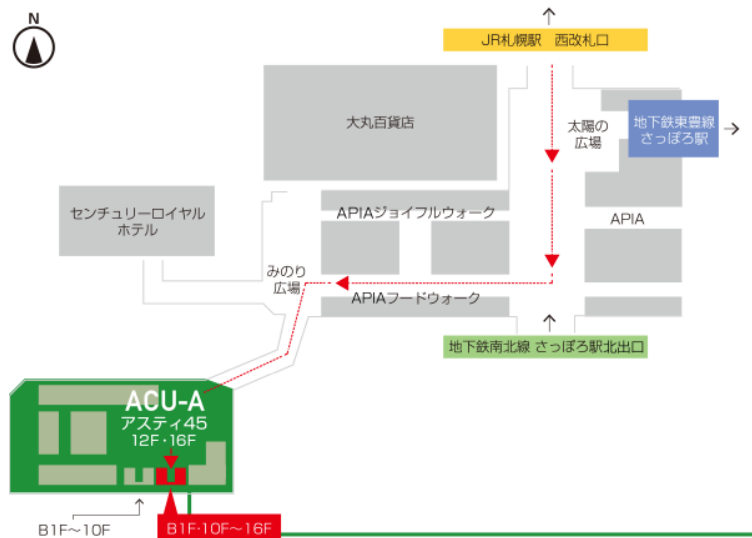 N
JR札幌駅 西改札口
大丸百貨店
太陽の
広場
地下鉄東豊線
さっぽろ駅
センチュリーロイヤル
ホテル
APIAジョイフルウォーク
APIA
みのり
広場
APIAフードウォーク
地下鉄南北線 さっぽろ駅北出口
ACU-A
アスティ45
12F・16F
B1F～10F
B1F・10F～16F